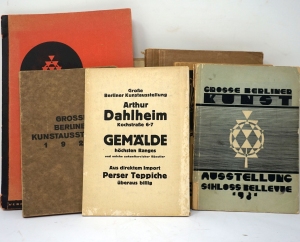 GROSSE
BERLINER
KUNSTAUSSTELLUNG
Große
Berliner Kunstausstellung
Arthur
Dahlheim
Kochstraße 6-7
GEMÄLDE
höchsten Ranges
Aus direktem Import
Perser Teppiche
überaus billig
GROSSE BERLINER
KUNST
AUSSTELLUNG
SCHLOSS BELLEVUE